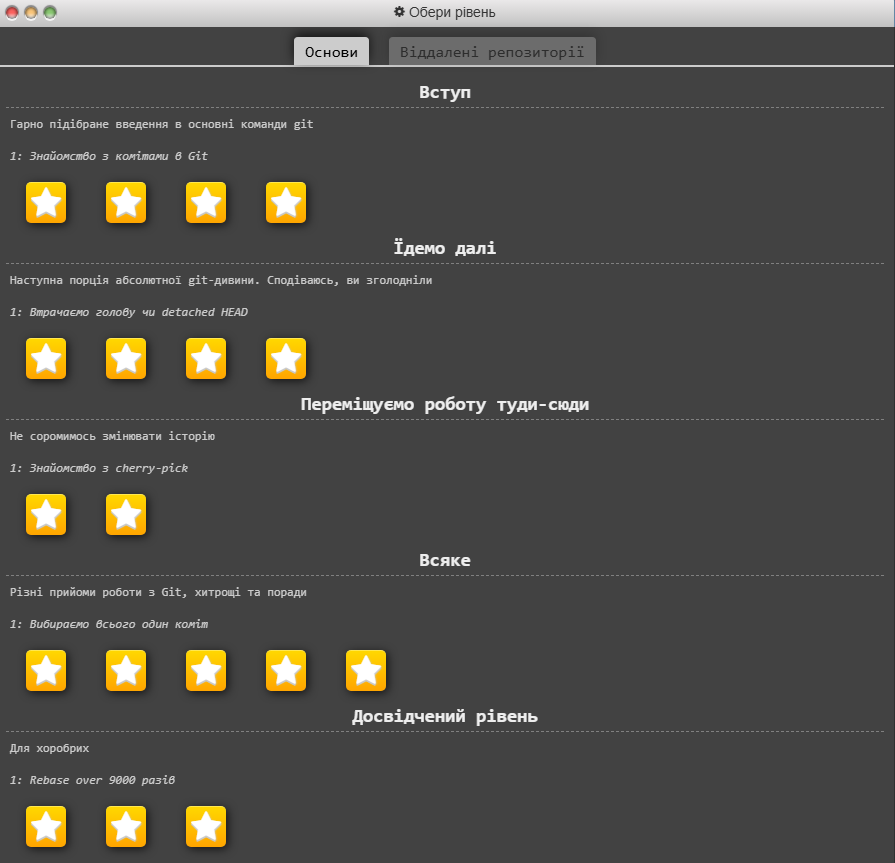 Обери рівень
Основи Віддалені репозиторії
Вступ
Гарно підібране введення в основні команди git
1: Знайомство з комітами в Git
Їдемо далі
Наступна порція абсолютної git-дивини. Сподіваюсь, ви зголодніли
1: Втрачаємо голову чи detached HEAD
Переміщуємо роботу туди-сюди
Не соромимось змінювати історію
1: Знайомство з cherry-pick
Всяке
Різні прийоми роботи з Git, хитрощі та поради
1: Вибираємо всього один коміт
Досвідчений рівень
Для хоробрих
1: Rebase over 9000 разів